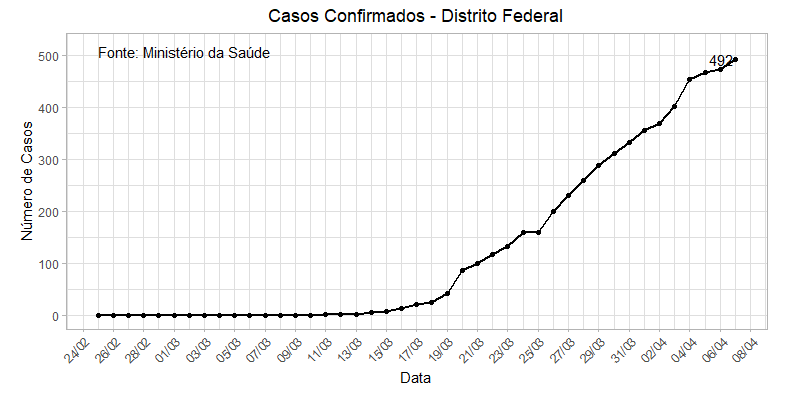 Casos Confirmados - Distrito Federal
Fonte: Ministério da Saúde
492
500
400
300
200
100
0
Número de Casos
24/02 26/02 28/02 01/03 03/03 05/03 07/03 09/03 11/03 13/03 15/03 17/03 19/03 21/03 23/03 25/03 27/03 29/03 31/03 02/04 04/04 06/04 08/04
Data